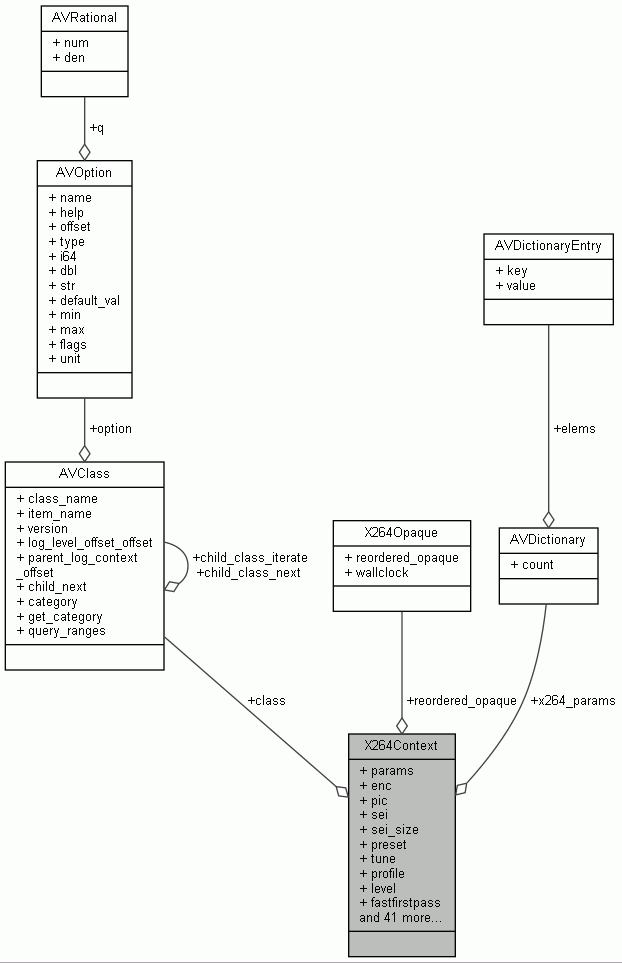 AVRational
+ num
+ den
+q
AVOption
+ name
+ help
+ offset
+ type
+ i64
+ dbl
+ str
+ default_val
+ min
+ max
+ flags
+ unit
+option
AVClass
+ class_name
+ item_name
+ version
+ log_level_offset_offset
+ parent_log_context
_offset
+ child_next
+ category
+ get_category
+ query_ranges
+child_class_iterate
+child_class_next
+class
X264Opaque
+ reordered_opaque
+ wallclock
+reordered_opaque
AVDictionaryEntry
+ key
+ value
+elems
AVDictionary
+ count
+x264_params
X264Context
+ params
+ enc
+ pic
+ sei
+ sei_size
+ preset
+ tune
+ profile
+ level
+ fastfirstpass
and 41 more...